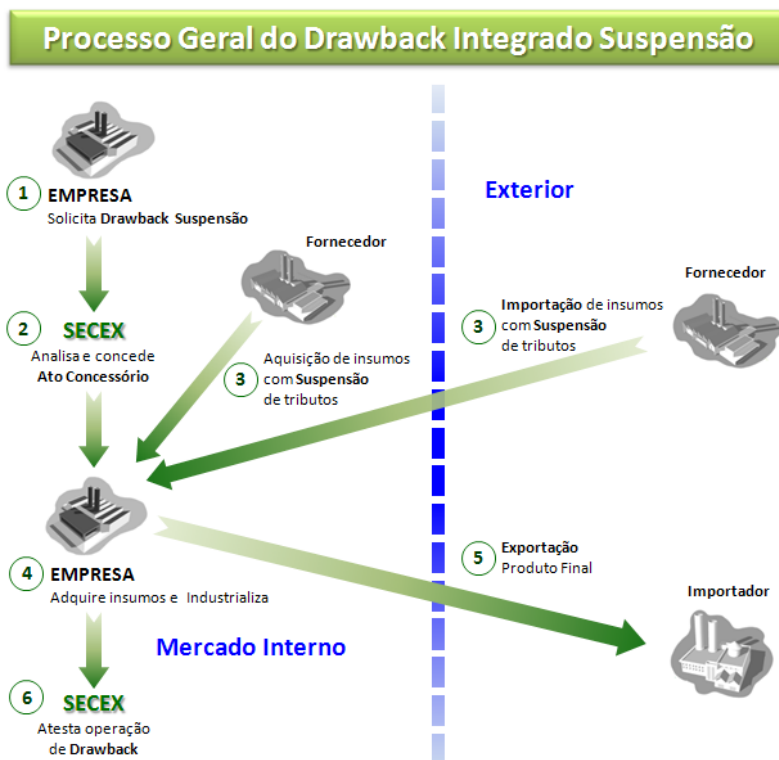 Processo Geral do Drawback Integrado Suspensão
1 EMPRESA
Solicita Drawback Suspensão
Exterior
Fornecedor
Fornecedor
2 SECEX
Analisa e concede
Ato Concessório
3 Aquisição de insumos
com Suspensão
de tributos
3 Importação de insumos
com Suspensão
de tributos
4 EMPRESA
Adquire insumos e Industrializa
5 Exportação
Produto Final
Importador
Mercado Interno
6 SECEX
Atesta operação
de Drawback